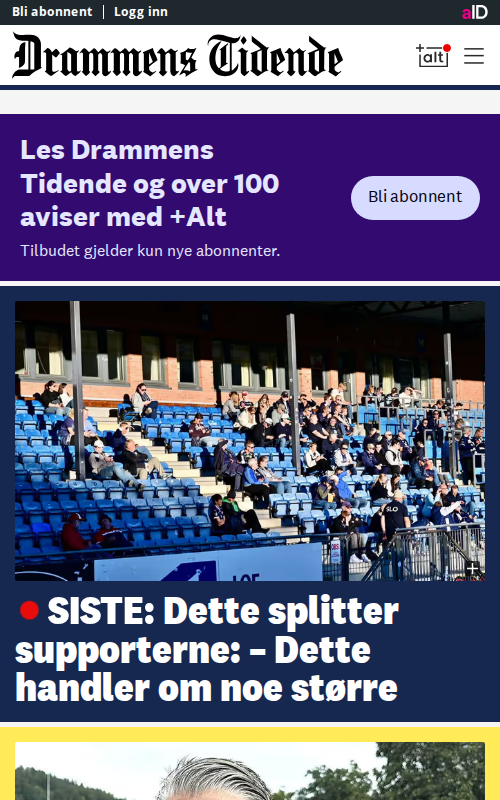 Bli abonnent | Logg inn
aID
Drammens Tidende
+alt
Les Drammens
Tidende og over 100
aviser med +Alt
Bli abonnent
Tilbudet gjelder kun nye abonnenter.
SLO
SISTE: Dette splitter
supporterne: – Dette
handler om noe større